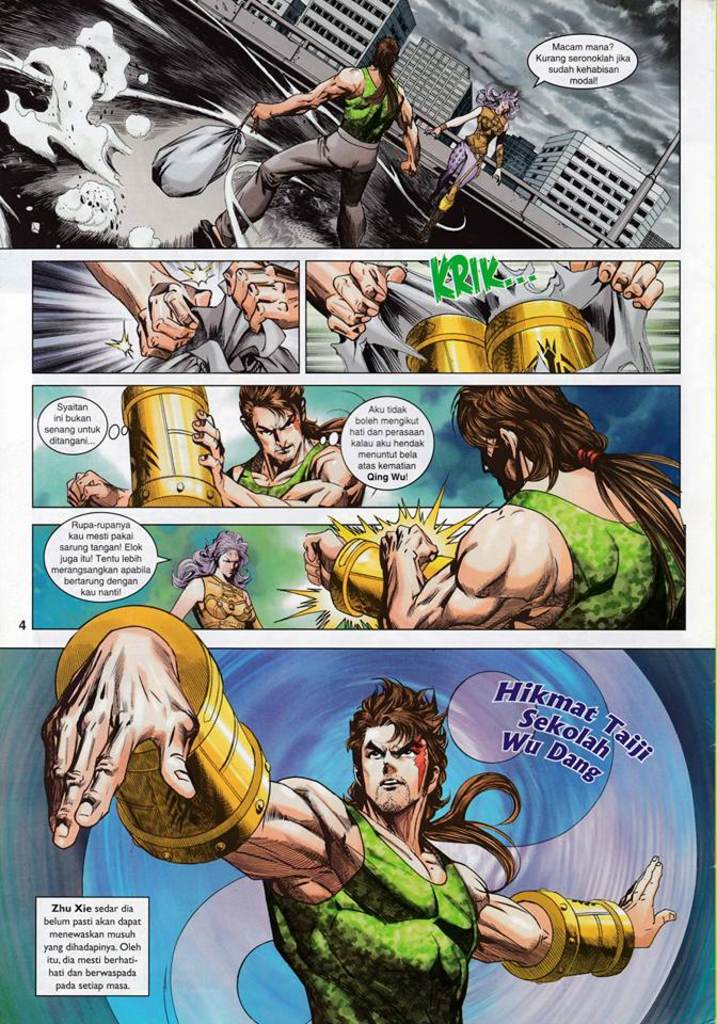 Macam mana?
Kurang seronoklah jika
sudah kehabisan
modal!
KRIK...
Syaitan
ini bukan
senang untuk
ditangani...
Aku tidak
boleh mengikut
hati dan perasaan
kalau aku hendak
menuntut bela
atas kematian
Qing Wu!
Rupa-rupanya
kau mesti pakai
sarung tangan! Elok
juga itu! Tentu lebih
merangsangkan apabila
bertarung dengan
kau nanti!
4
Hikmat Taiji
Sekolah
Wu Dang
Zhu Xie sedar dia
belum pasti akan dapat
menewaskan musuh
yang dihadapinya. Oleh
itu, dia mesti berhati-
hati dan berwaspada
pada setiap masa.